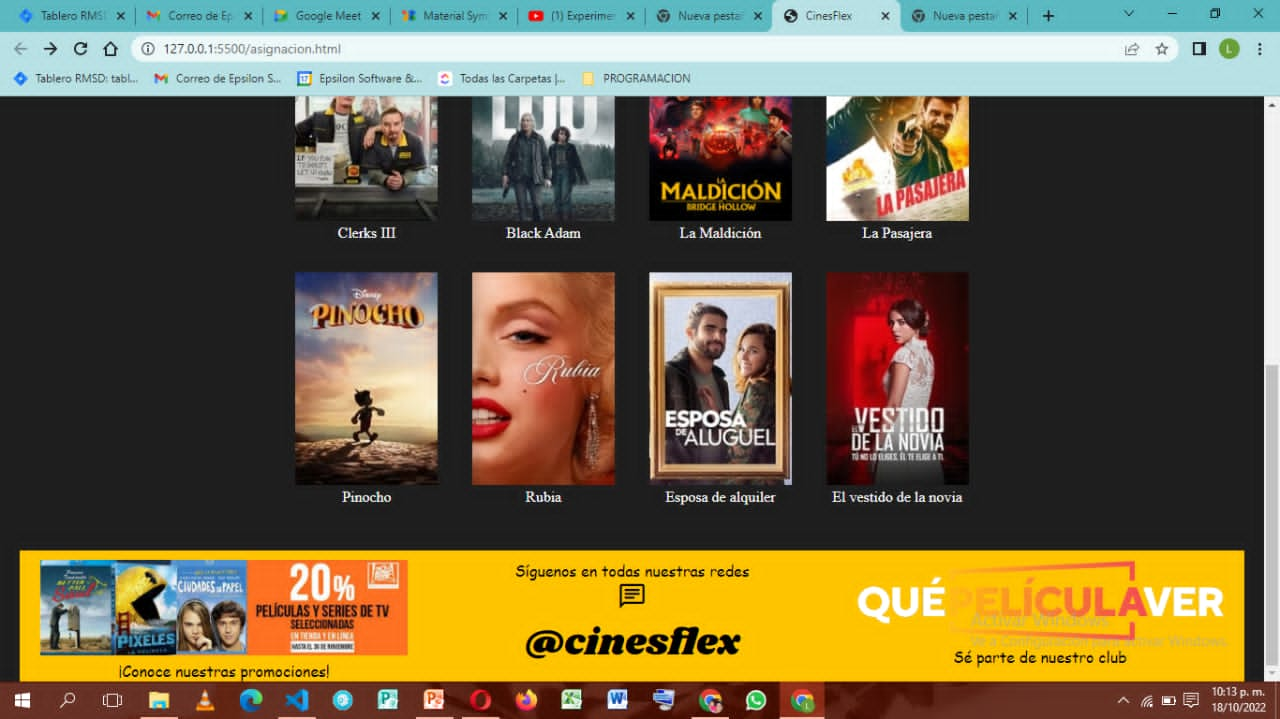 Tablero RMSD
Correo de Ep
Google Meet
Material Sym
(1) Experimer
Nueva pesta
CinesFlex
Nueva pesta
127.0.0.1:5500/asignacion.html
L
Tablero RMSD: tabl...
Correo de Epsilon S...
17
Epsilon Software &...
Todas las Carpetas |...
PROGRAMACION
LOU
LA
MALDICIÓN
BRIDGE HOLLOW
LA PASAJERA
Clerks III
Black Adam
La Maldición
La Pasajera
Disney
PINOCHO
Rubia
ESPOSA
DE ALUGUEL
EL VESTIDO
DE LA NOVIA
TÚ NO LO ELIGES, ÉL TE ELIGE A TI.
Pinocho
Rubia
Esposa de alquiler
El vestido de la novia
PIXELES
CIUDADES DE PAPEL
20%
PELÍCULAS Y SERIES DE TV
SELECCIONADAS
EN TIENDA Y EN LÍNEA
HASTA EL 30 DE NOVIEMBRE
¡Conoce nuestras promociones!
Síguenos en todas nuestras redes
@cinesflex
QUÉ PELÍCULA VER
Activar Windows
Ve a Configuración para activar Windows.
Sé parte de nuestro club
10:13 p. m.
18/10/2022